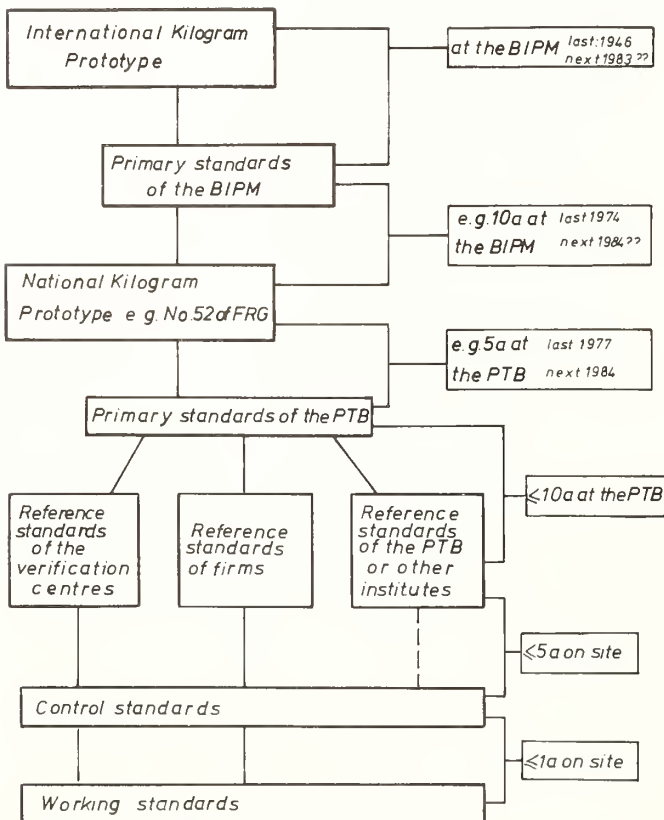 International Kilogram
Prototype
at the BIPM last:1946
next 1983??
Primary standards
of the BIPM
e.g.10a at last 1974
the BIPM next 1984??
National Kilogram
Prototype e g. No.52 of FRG
e.g.5a at last 1977
the PTB next 1984
Primary standards of the PTB
≤10a at the PTB
Reference
standards
of the
verification
centres
Reference
standards
of firms
Reference
standards
of the PTB
or other
institutes
≤5a on site
Control standards
≤1a on site
Working standards